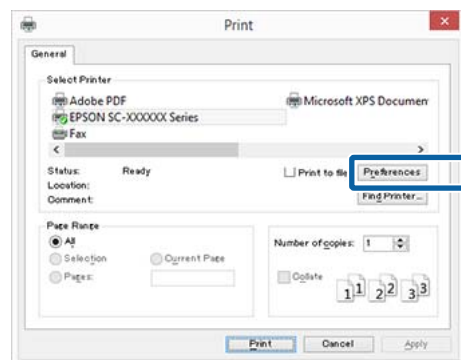 Print
General
Select Printer
Adobe PDF
Microsoft XPS Documen
EPSON SC-XXXXXX Series
Fax
Status: Ready
Print to file
Preferences
Location:
Comment:
Find Printer...
Page Range
All
Selection
Current Page
Pages:
Number of copies: 1
Collate
1 1 2 2 3 3
Print
Cancel
Apply